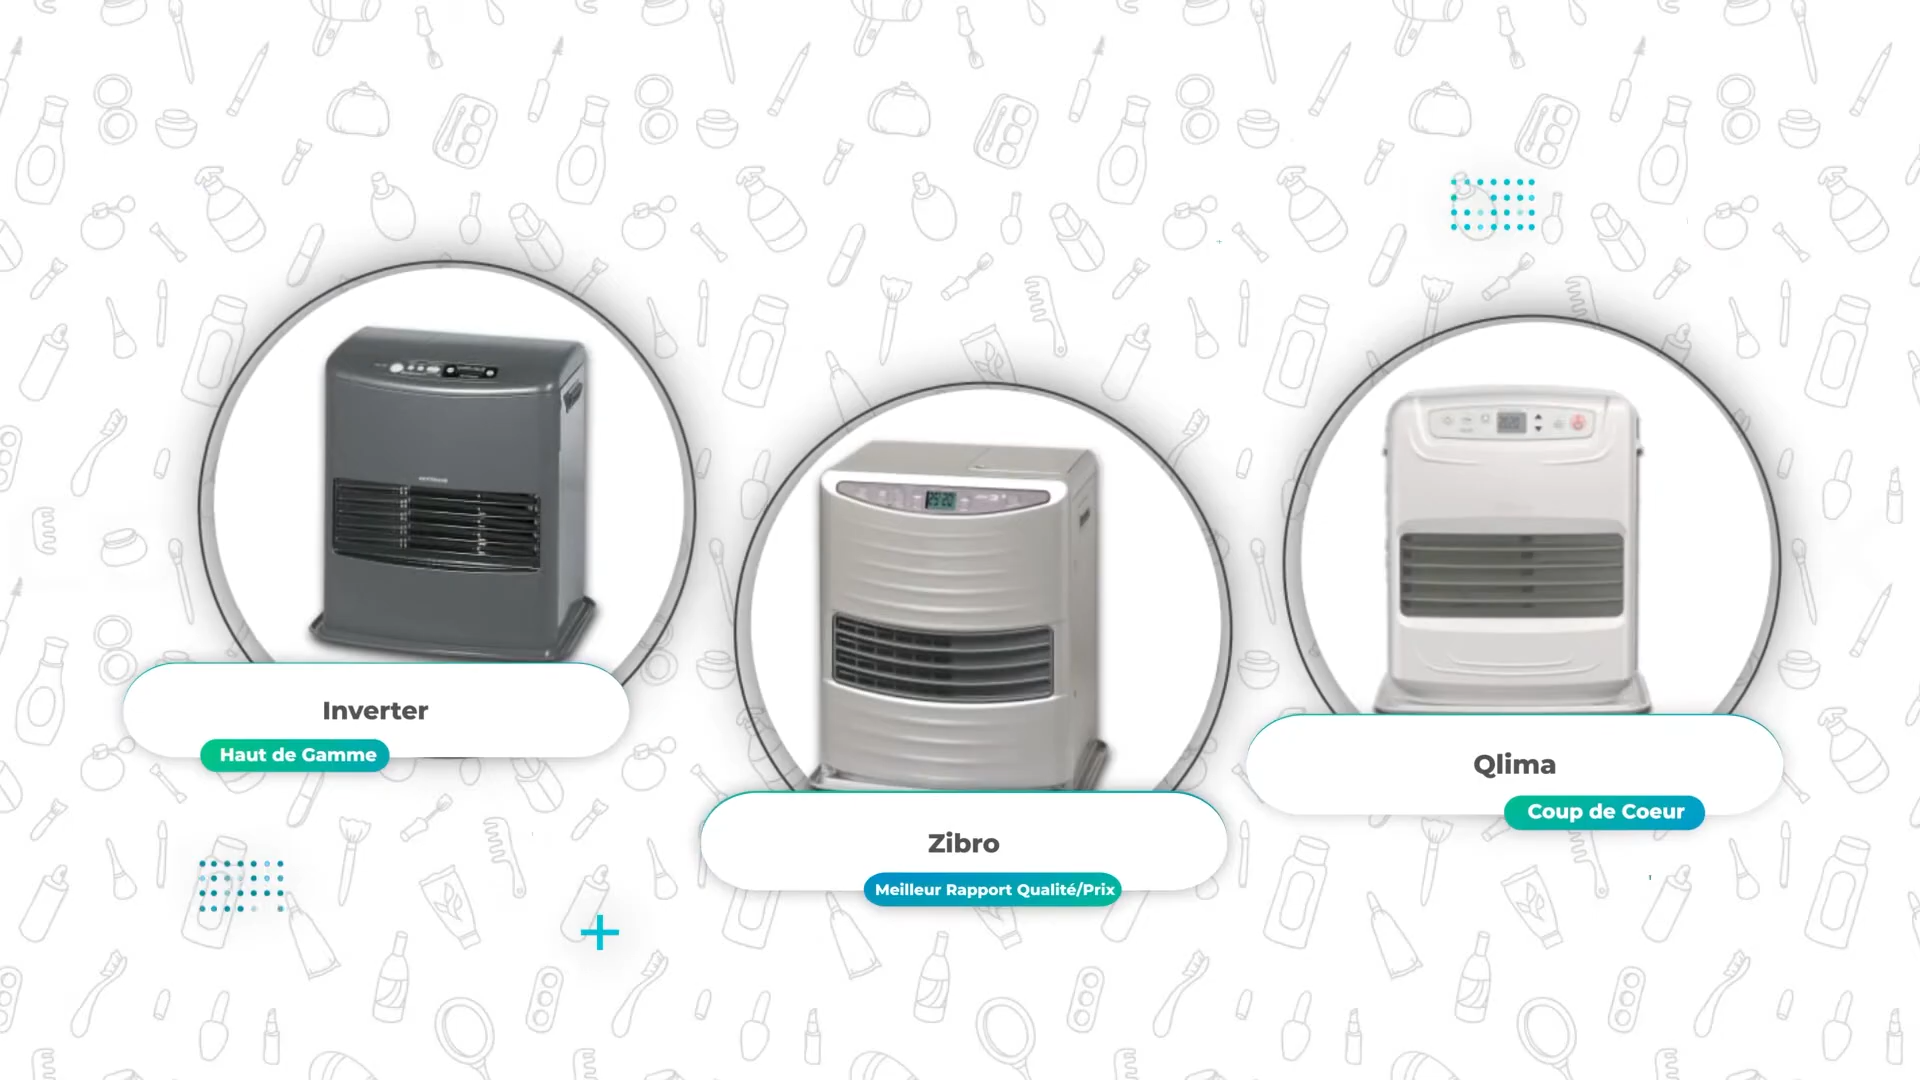 Inverter
Haut de Gamme
Zibro
Meilleur Rapport Qualité/Prix
Qlima
Coup de Coeur